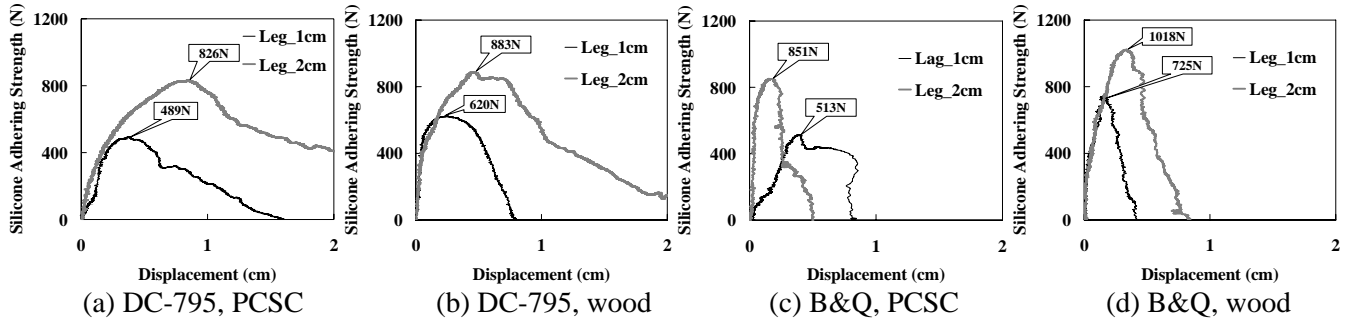 Silicone Adhering Strength (N)
1200
800
400
0
0
1
2
Displacement (cm)
Leg_1cm
Leg_2cm
826N
489N
(a) DC-795, PCSC
Silicone Adhering Strength (N)
1200
800
400
0
0
1
2
Displacement (cm)
Leg_1cm
Leg_2cm
883N
620N
(b) DC-795, wood
Silicone Adhering Strength (N)
1200
800
400
0
0
1
2
Displacement (cm)
Lag_1cm
Leg_2cm
851N
513N
(c) B&Q, PCSC
Silicone Adhering Strength (N)
1200
800
400
0
0
1
2
Displacement (cm)
Leg_1cm
Leg_2cm
1018N
725N
(d) B&Q, wood